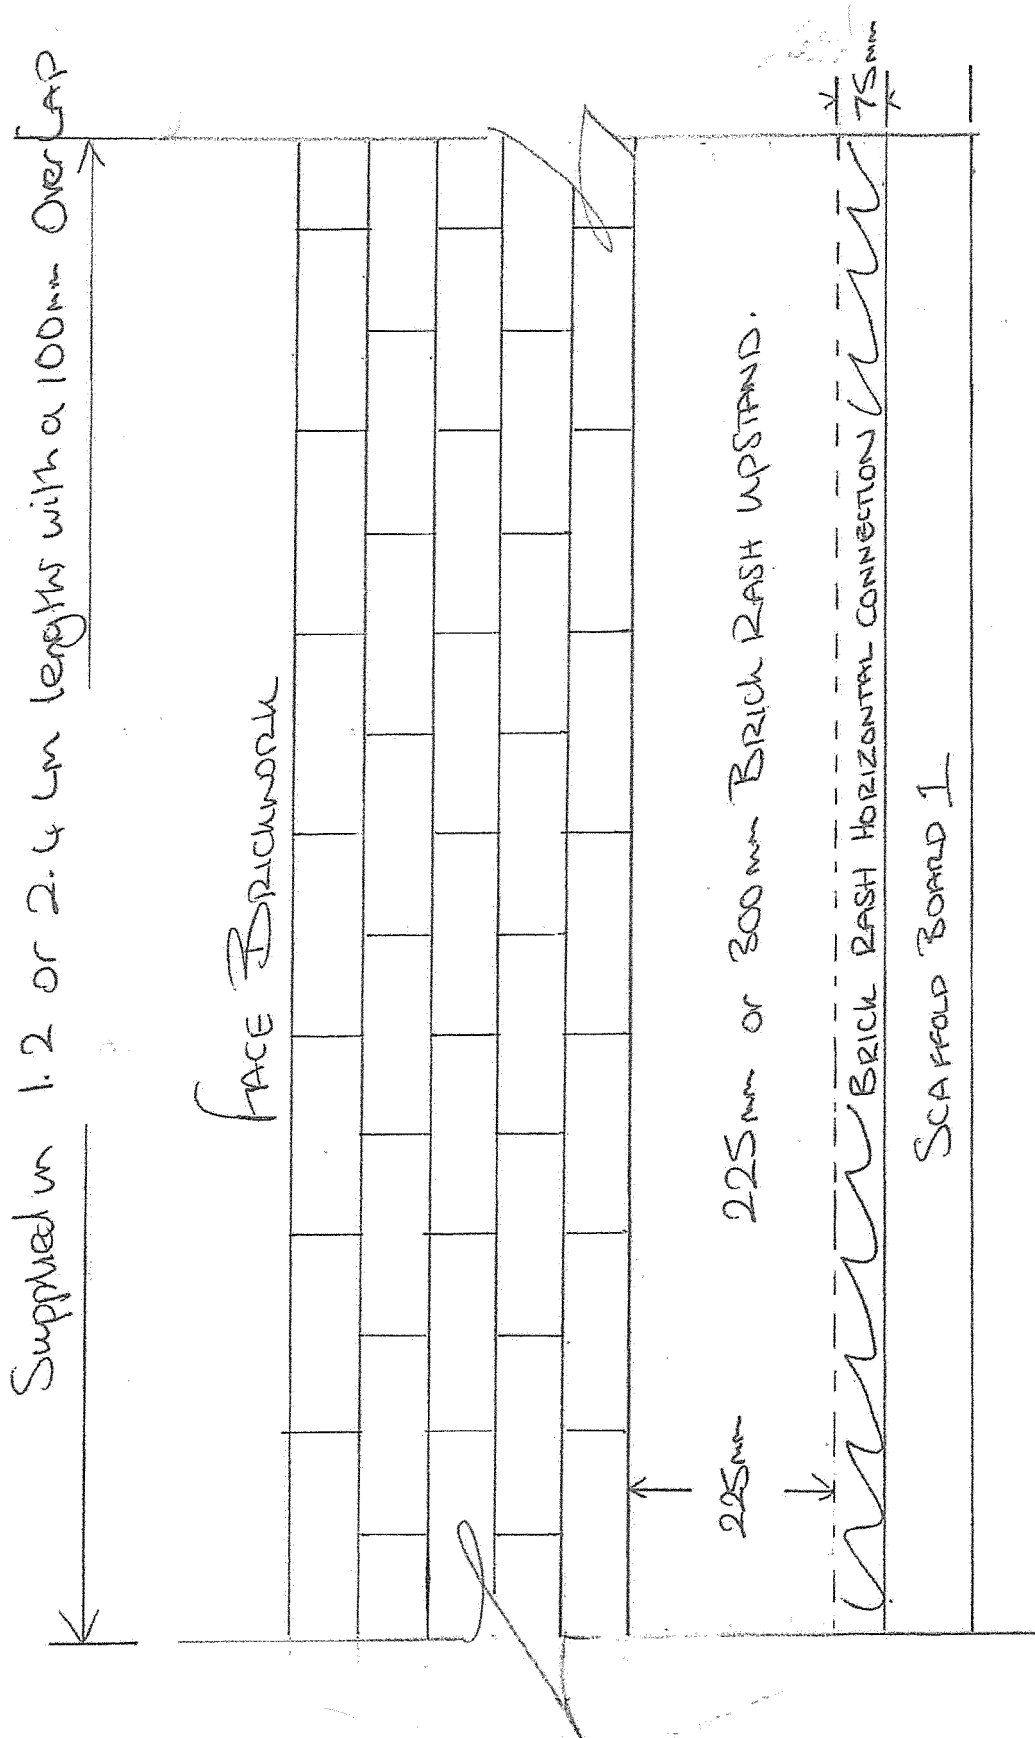 Supplied in 1.2 or 2.4 Lm lengths with a 100mm OverLAP
FACE BRICKWORK
225mm or 300mm BRICK RASH UPSTAND.
225mm
BRICK RASH HORIZONTAL CONNECTION
75mm
SCAFFOLD BOARD 1